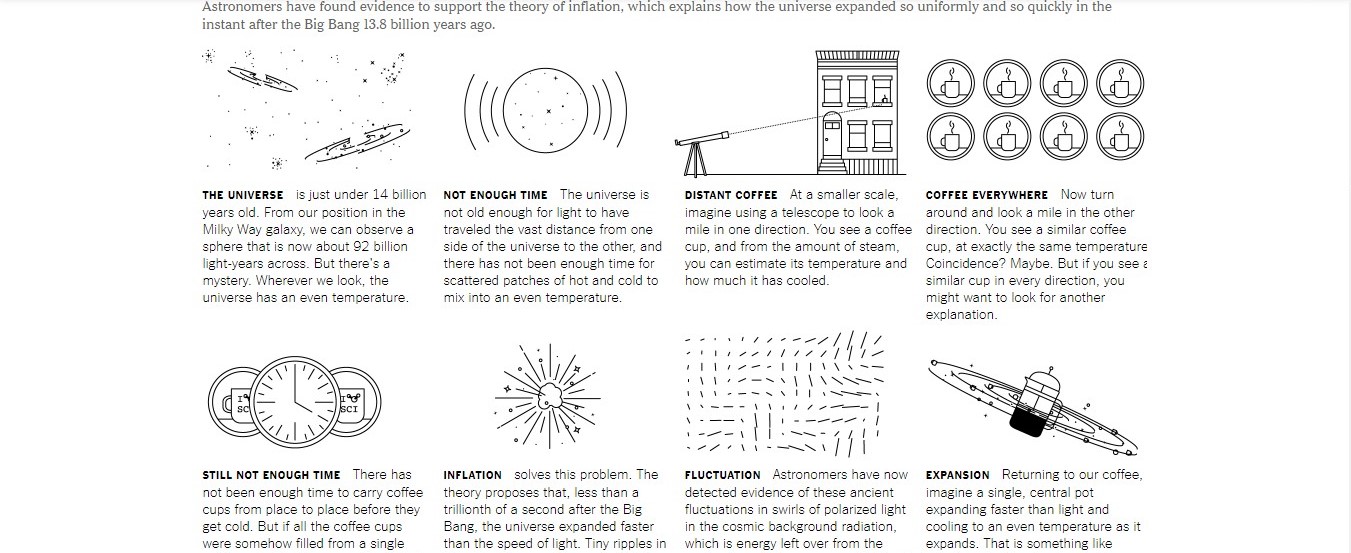 Astronomers have found evidence to support the theory of inflation, which explains how the universe expanded so uniformly and so quickly in the
instant after the Big Bang 13.8 billion years ago.
THE UNIVERSE is just under 14 billion
years old. From our position in the
Milky Way galaxy, we can observe a
sphere that is now about 92 billion
light-years across. But there's a
mystery. Wherever we look, the
universe has an even temperature.
NOT ENOUGH TIME The universe is
not old enough for light to have
traveled the vast distance from one
side of the universe to the other, and
there has not been enough time for
scattered patches of hot and cold to
mix into an even temperature.
DISTANT COFFEE At a smaller scale,
imagine using a telescope to look a
mile in one direction. You see a coffee
cup, and from the amount of steam,
you can estimate its temperature and
how much it has cooled.
COFFEE EVERYWHERE Now turn
around and look a mile in the other
direction. You see a similar coffee
cup, at exactly the same temperature
Coincidence? Maybe. But if you see a
similar cup in every direction, you
might want to look for another
explanation.
I
SC
I
SCI
STILL NOT ENOUGH TIME There has
not been enough time to carry coffee
cups from place to place before they
get cold. But if all the coffee cups
were somehow filled from a single
INFLATION solves this problem. The
theory proposes that, less than a
trillionth of a second after the Big
Bang, the universe expanded faster
than the speed of light. Tiny ripples in
FLUCTUATION Astronomers have now
detected evidence of these ancient
fluctuations in swirls of polarized light
in the cosmic background radiation,
which is energy left over from the
EXPANSION Returning to our coffee,
imagine a single, central pot
expanding faster than light and
cooling to an even temperature as it
expands. That is something like